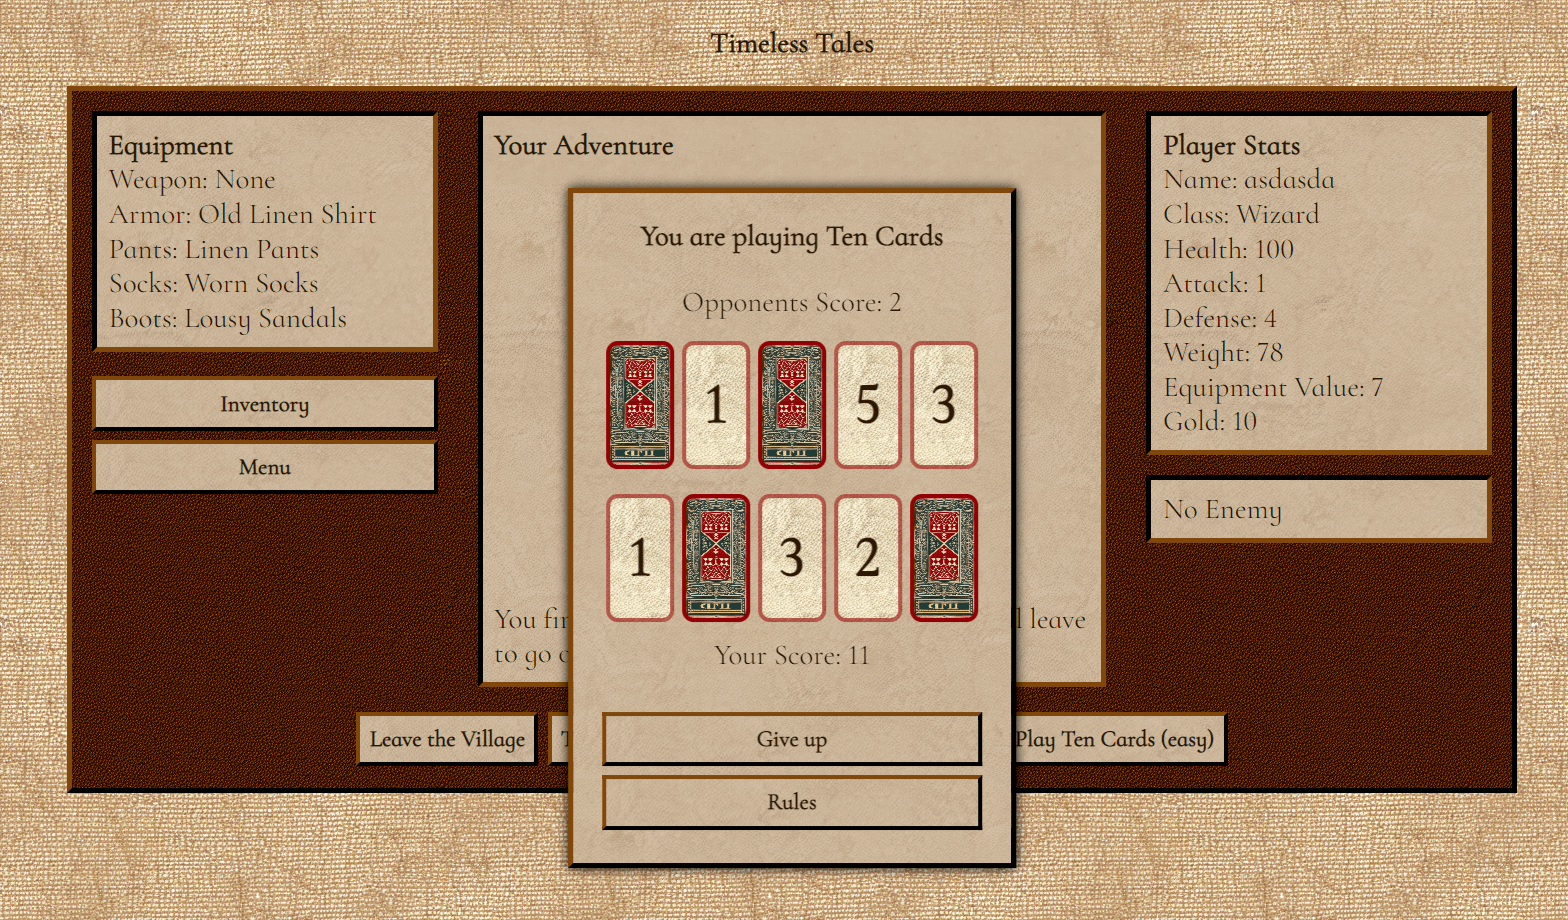 Timeless Tales
Equipment
Weapon: None
Armor: Old Linen Shirt
Pants: Linen Pants
Socks: Worn Socks
Boots: Lousy Sandals
Inventory
Menu
Your Adventure
You are playing Ten Cards
Opponents Score: 2
1 5 3
1 3 2
Your Score: 11
Give up
Rules
You
leave
to go
Leave the Village
Play Ten Cards (easy)
Player Stats
Name: asdasda
Class: Wizard
Health: 100
Attack: 1
Defense: 4
Weight: 78
Equipment Value: 7
Gold: 10
No Enemy